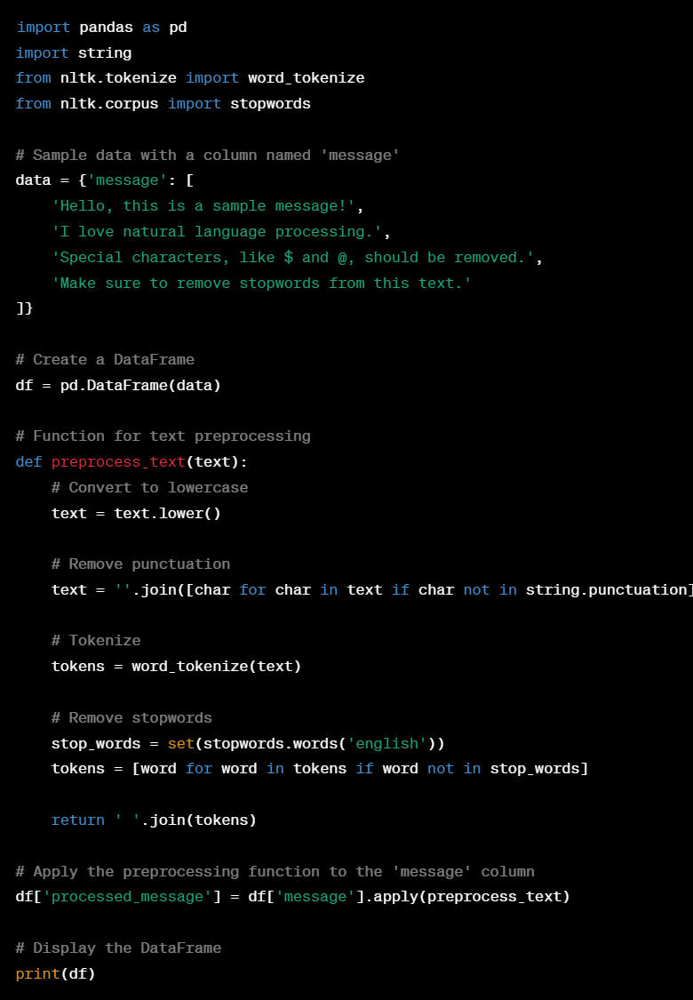 import pandas as pd
import string
from nltk.tokenize import word_tokenize
from nltk.corpus import stopwords

# Sample data with a column named 'message'
data = {'message': [
    'Hello, this is a sample message!',
    'I love natural language processing.',
    'Special characters, like $ and @, should be removed.',
    'Make sure to remove stopwords from this text.'
]}

# Create a DataFrame
df = pd.DataFrame(data)

# Function for text preprocessing
def preprocess_text(text):
    # Convert to lowercase
    text = text.lower()

    # Remove punctuation
    text = ''.join([char for char in text if char not in string.punctuation]

    # Tokenize
    tokens = word_tokenize(text)

    # Remove stopwords
    stop_words = set(stopwords.words('english'))
    tokens = [word for word in tokens if word not in stop_words]

    return ' '.join(tokens)

# Apply the preprocessing function to the 'message' column
df['processed_message'] = df['message'].apply(preprocess_text)

# Display the DataFrame
print(df)